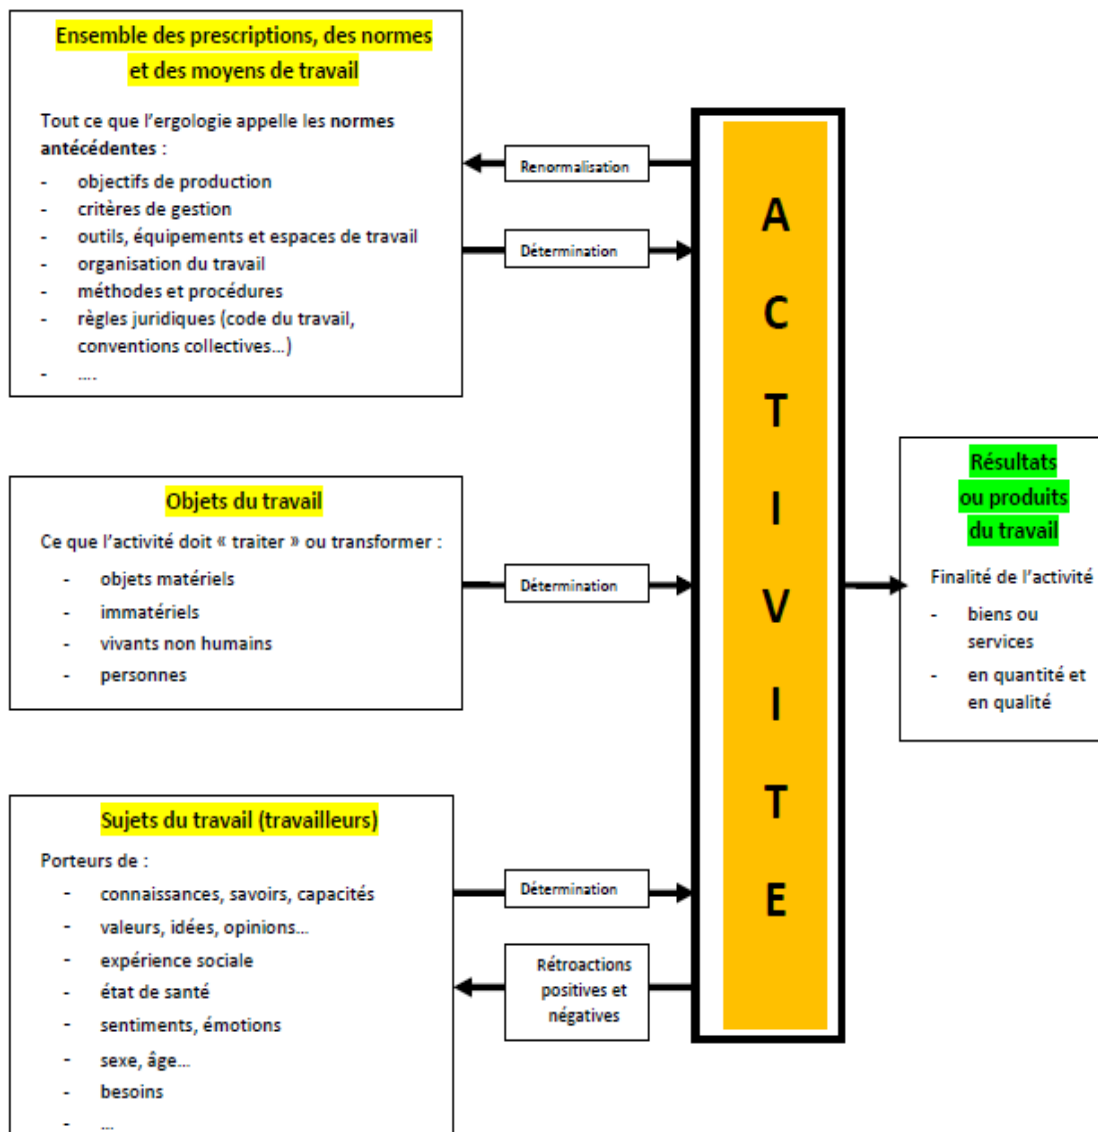 Ensemble des prescriptions, des normes
et des moyens de travail
Tout ce que l'ergologie appelle les normes
antécédentes :
- objectifs de production
- critères de gestion
- outils, équipements et espaces de travail
- organisation du travail
- méthodes et procédures
- règles juridiques (code du travail,
conventions collectives...)
- ....
Renormalisation
Détermination
Objets du travail
Ce que l'activité doit « traiter » ou transformer :
- objets matériels
- immatériels
- vivants non humains
- personnes
Détermination
Sujets du travail (travailleurs)
Porteurs de :
- connaissances, savoirs, capacités
- valeurs, idées, opinions...
- expérience sociale
- état de santé
- sentiments, émotions
- sexe, âge...
- besoins
- ...
Détermination
Rétroactions
positives et
négatives
A
C
T
I
V
I
T
E
Résultats
ou produits
du travail
Finalité de l'activité
- biens ou
services
- en quantité et
en qualité